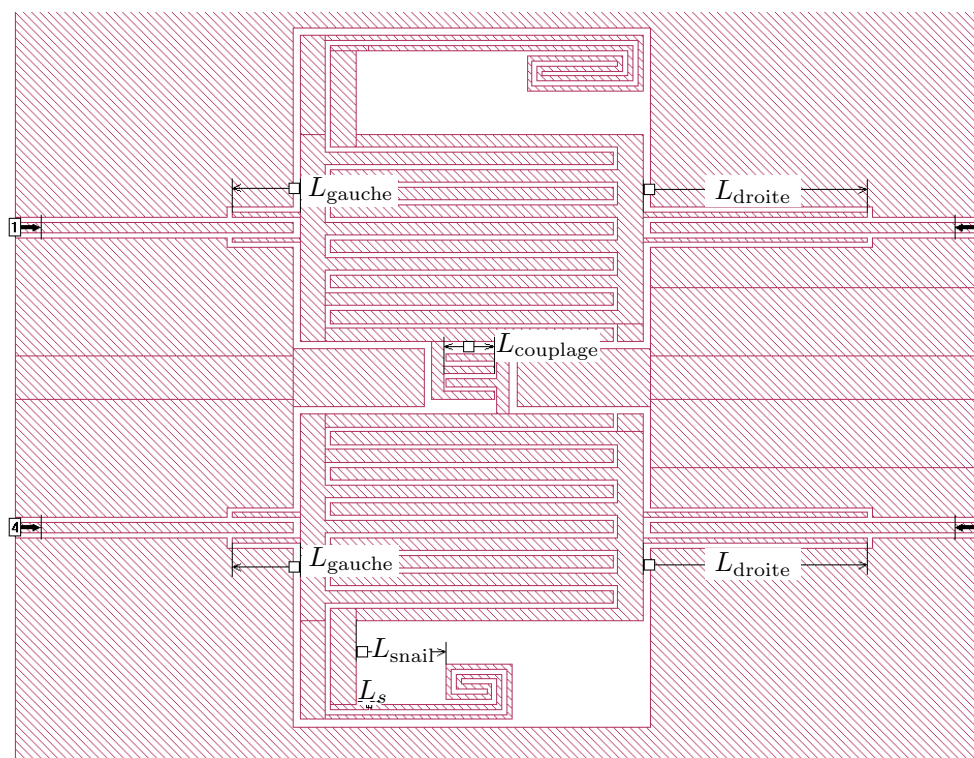 L_gauche L_droite
1
L_couplage
4
L_gauche L_droite
L_snail
L_s